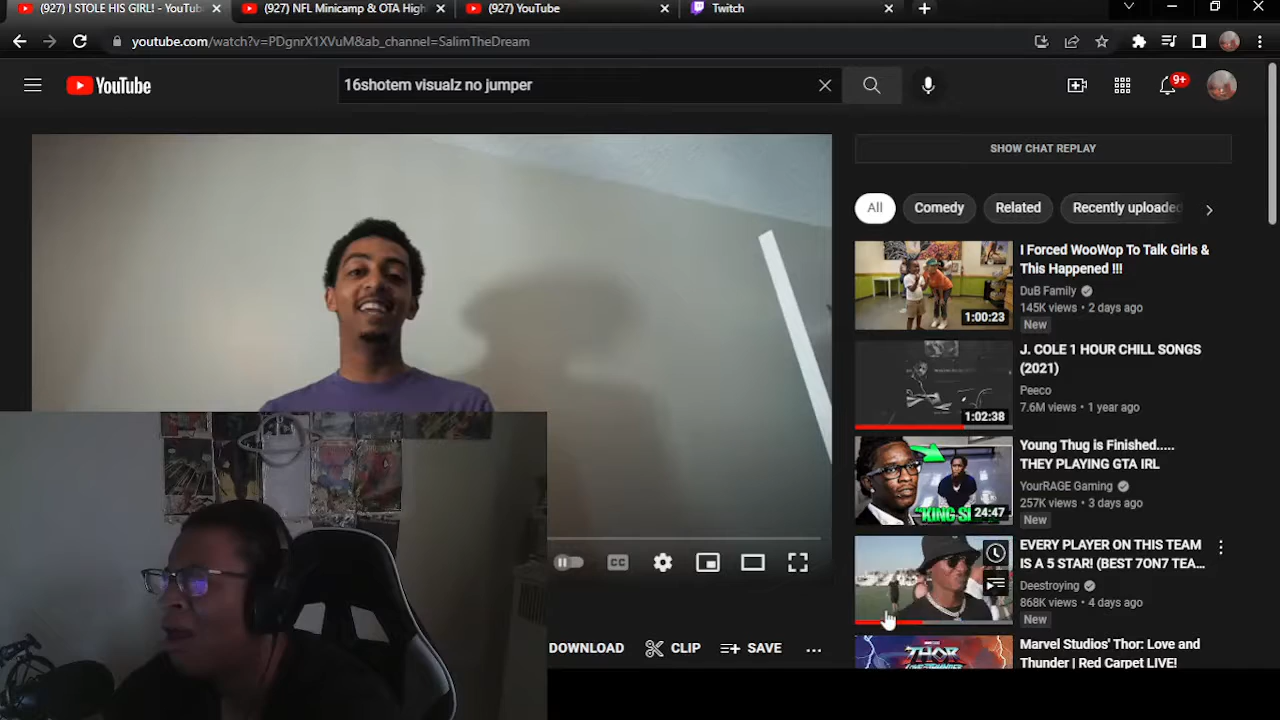 (927) I STOLE HIS GIRL! - YouTub
(927) NFL Minicamp & OTA High
(927) YouTube
Twitch
youtube.com/watch?v=PDgnrX1XVuM&ab_channel=SalimTheDream
YouTube
16shotem visualz no jumper
9+
SHOW CHAT REPLAY
All
Comedy
Related
Recently uploaded
I Forced WooWop To Talk Girls &
This Happened !!!
DuB Family
145K views • 2 days ago
New
1:00:23
J. COLE 1 HOUR CHILL SONGS
(2021)
Peeco
7.6M views • 1 year ago
1:02:38
Young Thug is Finished.....
THEY PLAYING GTA IRL
YourRAGE Gaming
257K views • 3 days ago
New
"KING S
24:47
EVERY PLAYER ON THIS TEAM
IS A 5 STAR! (BEST 7ON7 TEA...
Deestroying
868K views • 4 days ago
New
CC
DOWNLOAD
CLIP
SAVE
Marvel Studios' Thor: Love and
Thunder | Red Carpet LIVE!
THOR